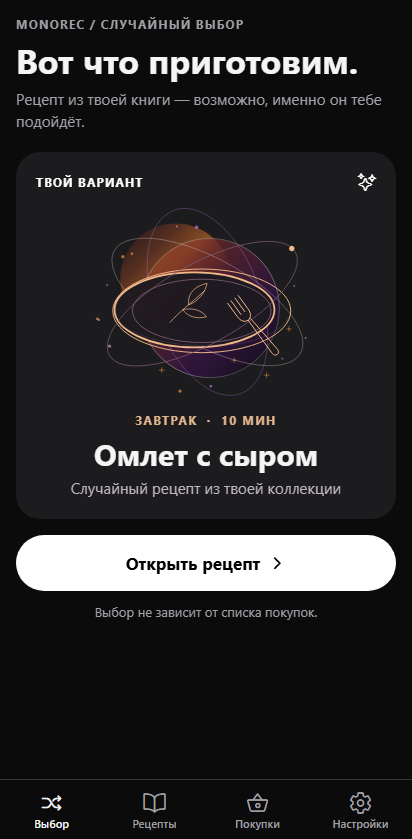 MONOREC / СЛУЧАЙНЫЙ ВЫБОР
Вот что приготовим.
Рецепт из твоей книги — возможно, именно он тебе
подойдёт.
ТВОЙ ВАРИАНТ
ЗАВТРАК · 10 МИН
Омлет с сыром
Случайный рецепт из твоей коллекции
Открыть рецепт
Выбор не зависит от списка покупок.
Выбор
Рецепты
Покупки
Настройки